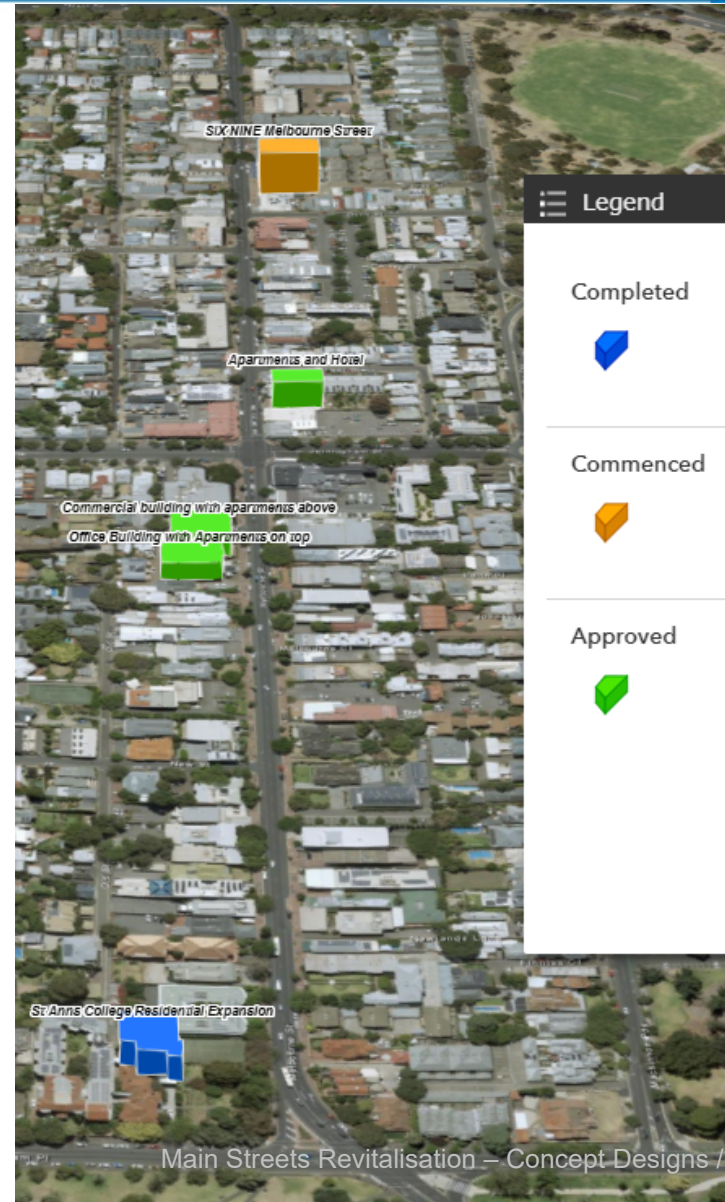 SIX-NINE Melbourne Street
Legend
Completed
Apartments and Hotel
Commenced
Commercial building with apartments above
Office Building with Apartments on top
Approved
St Anns College Residential Expansion
Main Streets Revitalisation – Concept Designs /